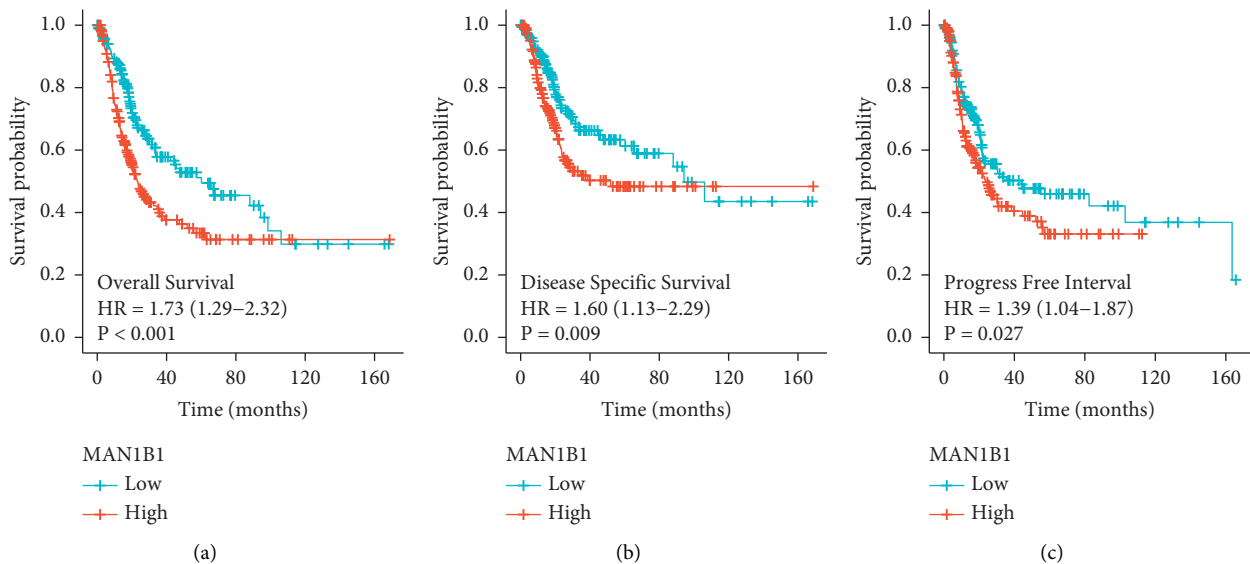 1.0
0.8
0.6
0.4
0.2
0.0
Survival probability
Overall Survival
HR = 1.73 (1.29−2.32)
P < 0.001
0 40 80 120 160
Time (months)
MAN1B1
Low
High
(a)
1.0
0.8
0.6
0.4
0.2
0.0
Survival probability
Disease Specific Survival
HR = 1.60 (1.13−2.29)
P = 0.009
0 40 80 120 160
Time (months)
MAN1B1
Low
High
(b)
1.0
0.8
0.6
0.4
0.2
0.0
Survival probability
Progress Free Interval
HR = 1.39 (1.04−1.87)
P = 0.027
0 40 80 120 160
Time (months)
MAN1B1
Low
High
(c)